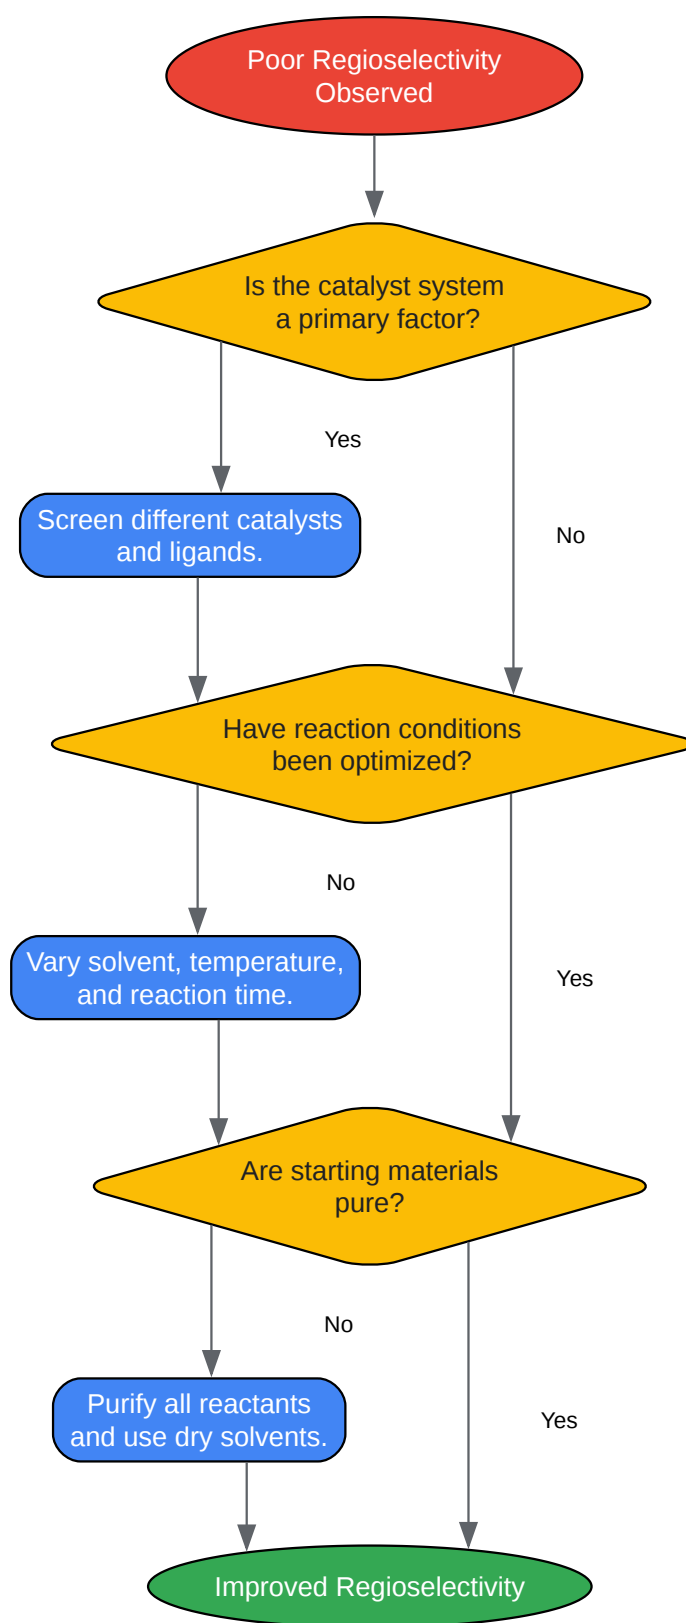 Poor Regioselectivity
Observed
Is the catalyst system
a primary factor?
Yes
Screen different catalysts
and ligands.
No
Have reaction conditions
been optimized?
No
Vary solvent, temperature,
and reaction time.
Yes
Are starting materials
pure?
No
Purify all reactants
and use dry solvents.
Yes
Improved Regioselectivity